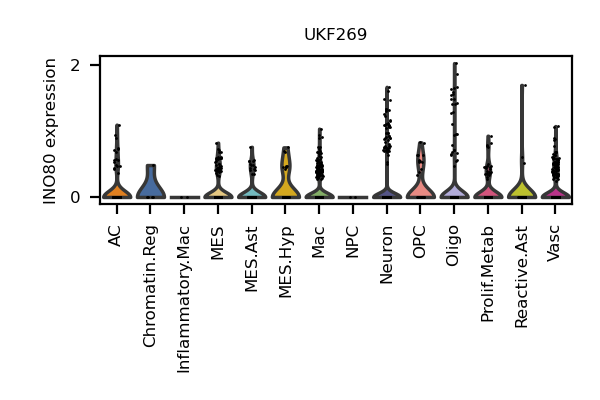 UKF269
INO80 expression
2
0
AC
Chromatin.Reg
Inflammatory.Mac
MES
MES.Ast
MES.Hyp
Mac
NPC
Neuron
OPC
Oligo
Prolif.Metab
Reactive.Ast
Vasc